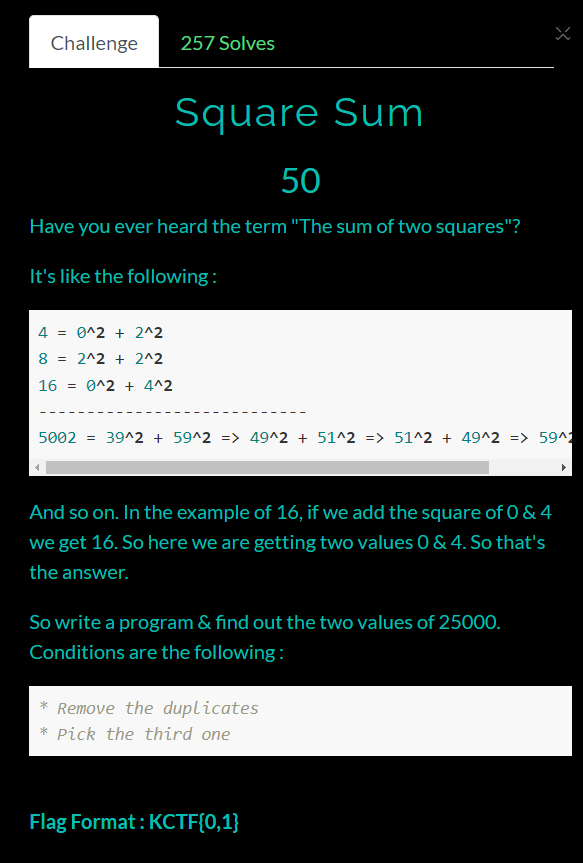 Challenge
257 Solves
Square Sum
50
Have you ever heard the term "The sum of two squares"?
It's like the following :
4 = 0^2 + 2^2
8 = 2^2 + 2^2
16 = 0^2 + 4^2
----------------------------
5002 = 39^2 + 59^2 => 49^2 + 51^2 => 51^2 + 49^2 => 59^2
And so on. In the example of 16, if we add the square of 0 & 4
we get 16. So here we are getting two values 0 & 4. So that's
the answer.
So write a program & find out the two values of 25000.
Conditions are the following :
* Remove the duplicates
* Pick the third one
Flag Format : KCTF{0,1}